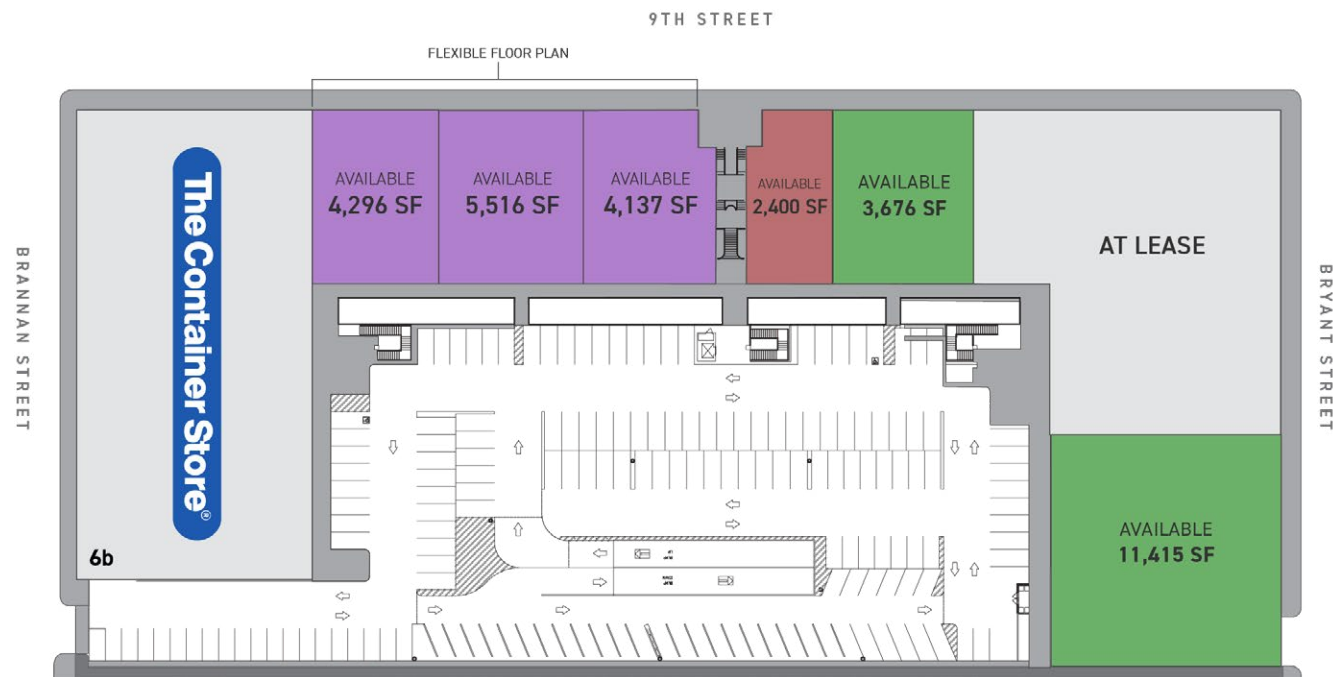 9TH STREET
FLEXIBLE FLOOR PLAN
BRANNAN STREET
The Container Store®
6b
AVAILABLE
4,296 SF
AVAILABLE
5,516 SF
AVAILABLE
4,137 SF
AVAILABLE
2,400 SF
AVAILABLE
3,676 SF
AT LEASE
BRYANT STREET
AVAILABLE
11,415 SF